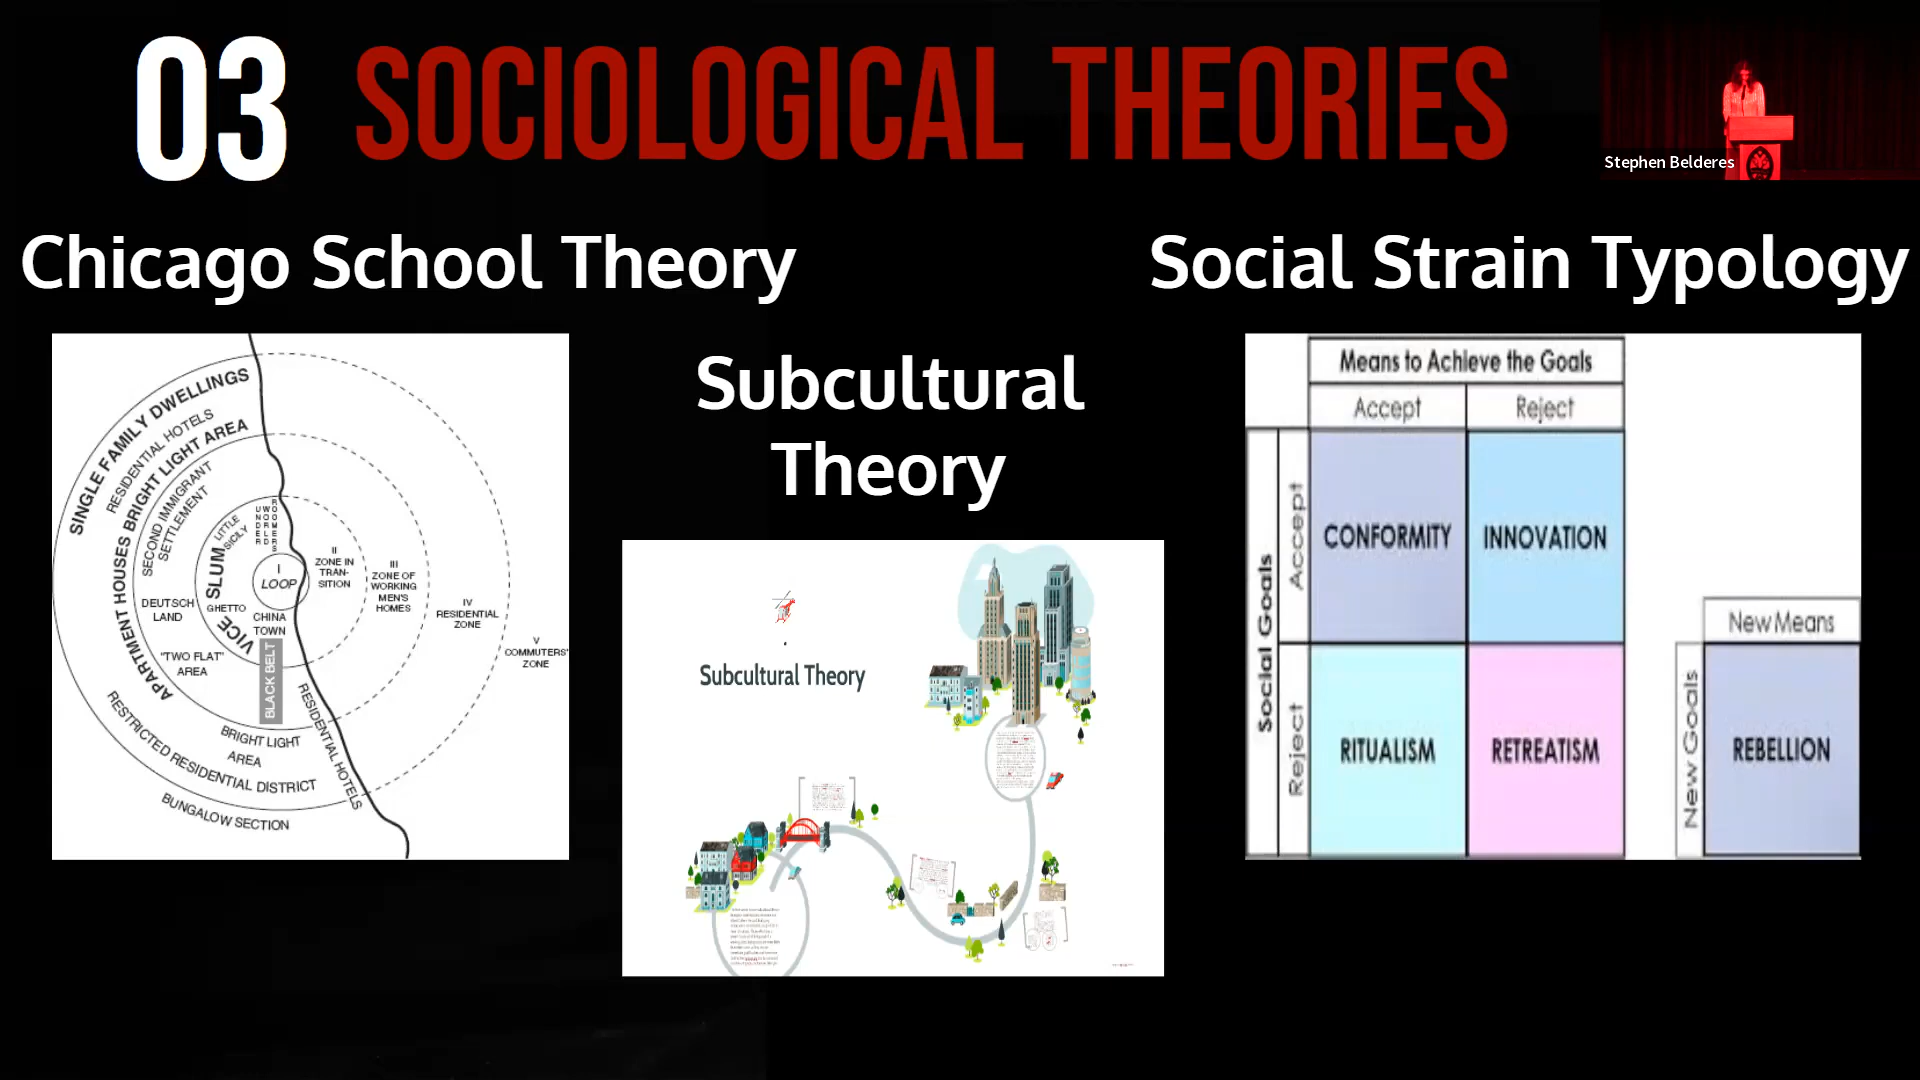 03 SOCIOLOGICAL THEORIES
Stephen Belderes
Chicago School Theory
SINGLE FAMILY DWELLINGS
RESIDENTIAL HOTELS
BRIGHT LIGHT AREA
SECOND IMMIGRANT
SETTLEMENT
APARTMENT HOUSES
LITTLE
SICILY
UNDER
WORLD
ROOMERS
SLUM
I
LOOP
II
ZONE IN
TRAN-
SITION
III
ZONE OF
WORKING
MEN'S
HOMES
IV
RESIDENTIAL
ZONE
V
COMMUTERS'
ZONE
DEUTSCH
LAND
GHETTO
CHINA
TOWN
VICE
"TWO FLAT"
AREA
BLACK BELT
RESIDENTIAL HOTELS
BRIGHT LIGHT
AREA
RESTRICTED RESIDENTIAL DISTRICT
BUNGALOW SECTION
Subcultural
Theory
Subcultural Theory
Social Strain Typology
Means to Achieve the Goals
Accept
Reject
Social Goals
Accept
CONFORMITY
INNOVATION
Reject
RITUALISM
RETREATISM
New Means
New Goals
REBELLION